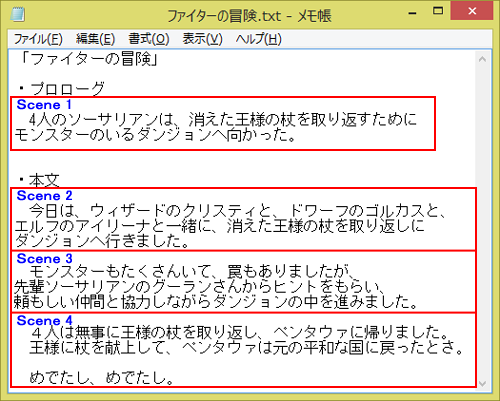 ファイターの冒険.txt - メモ帳
ファイル(F) 編集(E) 書式(O) 表示(V) ヘルプ(H)
「ファイターの冒険」
・プロローグ
Scene 1
4人のソーサリアンは、消えた王様の杖を取り返すために
モンスターのいるダンジョンへ向かった。
・本文
Scene 2
今日は、ウィザードのクリスティと、ドワーフのゴルカスと、
エルフのアイリーナと一緒に、消えた王様の杖を取り返しに
ダンジョンへ行きました。
Scene 3
モンスターもたくさんいて、罠もありましたが、
先輩ソーサリアンのグーランさんからヒントをもらい、
頼もしい仲間と協力しながらダンジョンの中を進みました。
Scene 4
４人は無事に王様の杖を取り返し、ペンタウァに帰りました。
王様に杖を献上して、ペンタウァは元の平和な国に戻ったとさ。
めでたし、めでたし。